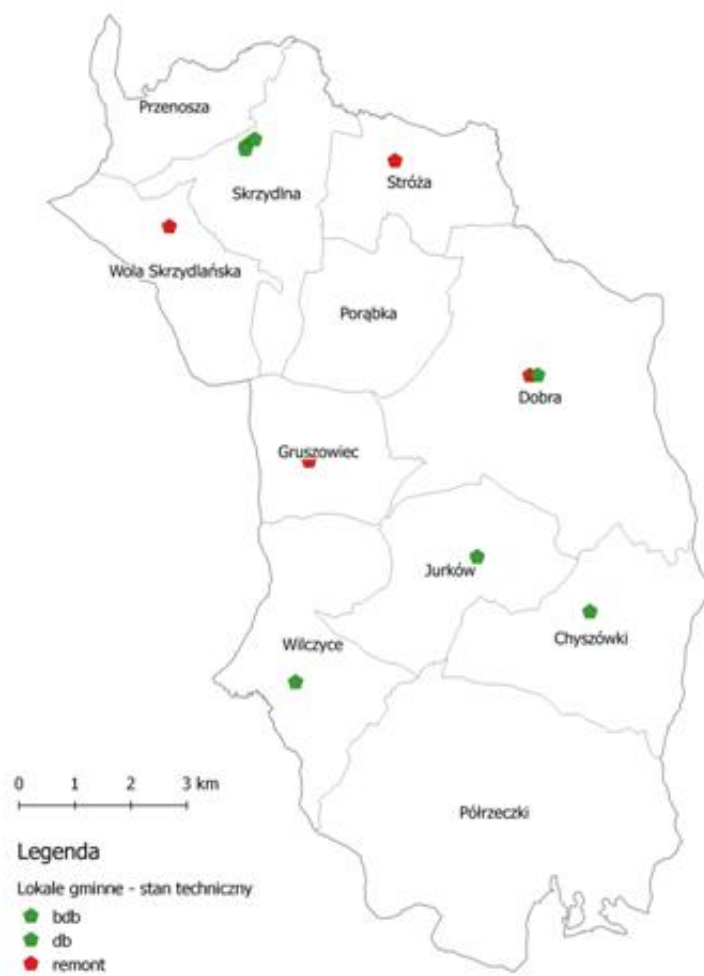 Przenosza
Skrzydlna
Stróża
Wola Skrzydlańska
Porąbka
Dobra
Gruszowiec
Jurków
Chyszówki
Wilczyce
0 1 2 3 km
Półrzeczki
Legenda
Lokale gminne - stan techniczny
bdb
db
remont